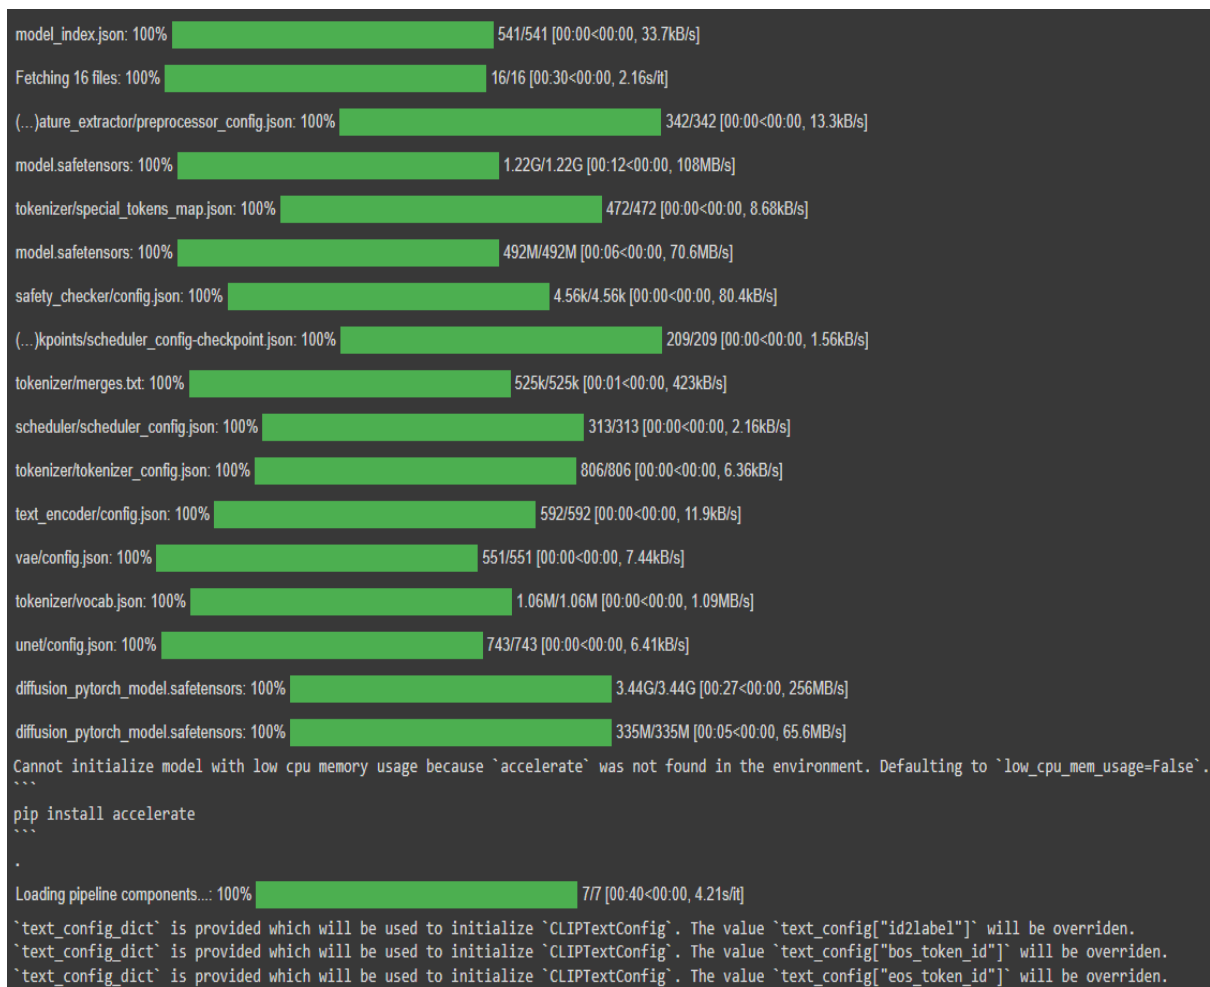 model_index.json: 100% 541/541 [00:00<00:00, 33.7kB/s]
Fetching 16 files: 100% 16/16 [00:30<00:00, 2.16s/it]
(…)ature_extractor/preprocessor_config.json: 100% 342/342 [00:00<00:00, 13.3kB/s]
model.safetensors: 100% 1.22G/1.22G [00:12<00:00, 108MB/s]
tokenizer/special_tokens_map.json: 100% 472/472 [00:00<00:00, 8.68kB/s]
model.safetensors: 100% 492M/492M [00:06<00:00, 70.6MB/s]
safety_checker/config.json: 100% 4.56k/4.56k [00:00<00:00, 80.4kB/s]
(…)kpoints/scheduler_config-checkpoint.json: 100% 209/209 [00:00<00:00, 1.56kB/s]
tokenizer/merges.txt: 100% 525k/525k [00:01<00:00, 423kB/s]
scheduler/scheduler_config.json: 100% 313/313 [00:00<00:00, 2.16kB/s]
tokenizer/tokenizer_config.json: 100% 806/806 [00:00<00:00, 6.36kB/s]
text_encoder/config.json: 100% 592/592 [00:00<00:00, 11.9kB/s]
vae/config.json: 100% 551/551 [00:00<00:00, 7.44kB/s]
tokenizer/vocab.json: 100% 1.06M/1.06M [00:00<00:00, 1.09MB/s]
unet/config.json: 100% 743/743 [00:00<00:00, 6.41kB/s]
diffusion_pytorch_model.safetensors: 100% 3.44G/3.44G [00:27<00:00, 256MB/s]
diffusion_pytorch_model.safetensors: 100% 335M/335M [00:05<00:00, 65.6MB/s]
Cannot initialize model with low cpu memory usage because `accelerate` was not found in the environment. Defaulting to `low_cpu_mem_usage=False`.
```
pip install accelerate
```
.
Loading pipeline components...: 100% 7/7 [00:40<00:00, 4.21s/it]
`text_config_dict` is provided which will be used to initialize `CLIPTextConfig`. The value `text_config["id2label"]` will be overriden.
`text_config_dict` is provided which will be used to initialize `CLIPTextConfig`. The value `text_config["bos_token_id"]` will be overriden.
`text_config_dict` is provided which will be used to initialize `CLIPTextConfig`. The value `text_config["eos_token_id"]` will be overriden.